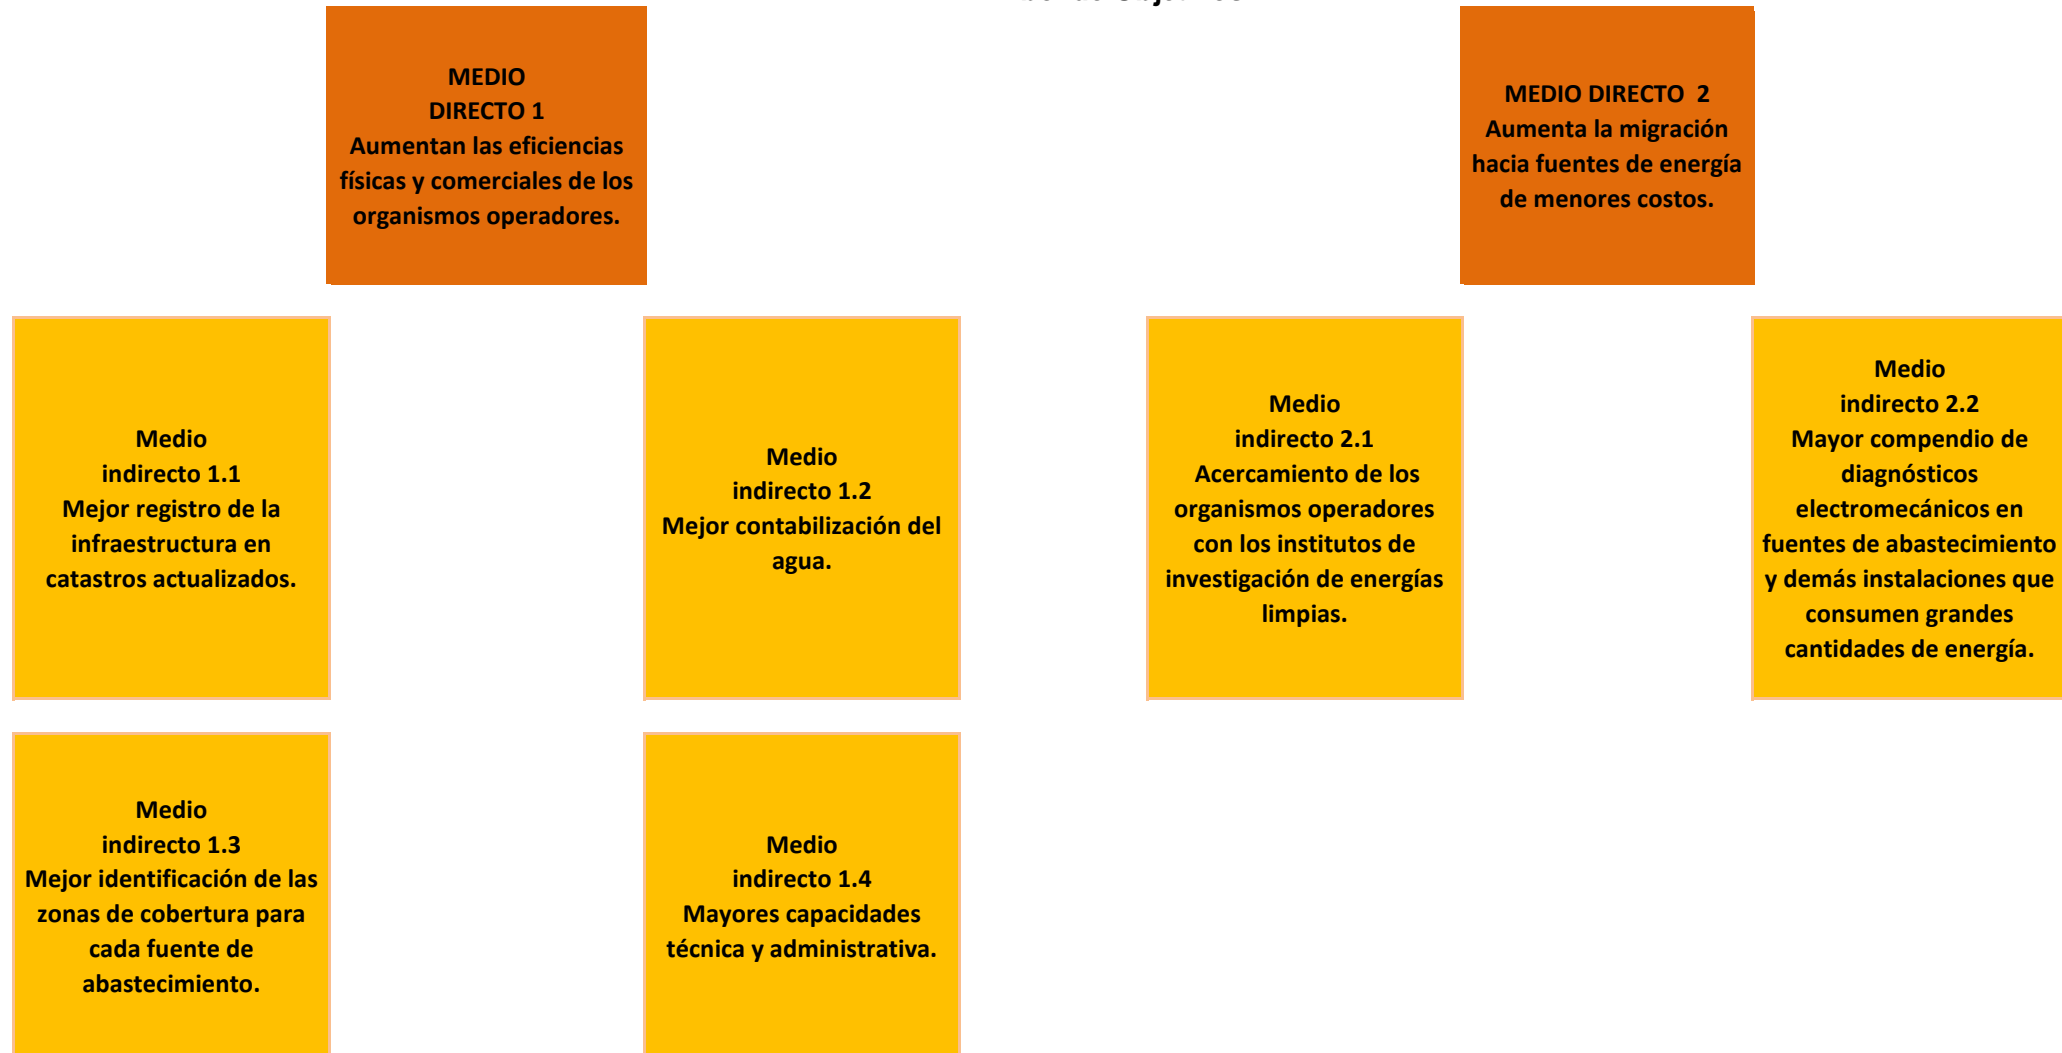 MEDIO
DIRECTO 1
Aumentan las eficiencias
físicas y comerciales de los
organismos operadores.
MEDIO DIRECTO 2
Aumenta la migración
hacia fuentes de energía
de menores costos.
Medio
indirecto 1.1
Mejor registro de la
infraestructura en
catastros actualizados.
Medio
indirecto 1.2
Mejor contabilización del
agua.
Medio
indirecto 2.1
Acercamiento de los
organismos operadores
con los institutos de
investigación de energías
limpias.
Medio
indirecto 2.2
Mayor compendio de
diagnósticos
electromecánicos en
fuentes de abastecimiento
y demás instalaciones que
consumen grandes
cantidades de energía.
Medio
indirecto 1.3
Mejor identificación de las
zonas de cobertura para
cada fuente de
abastecimiento.
Medio
indirecto 1.4
Mayores capacidades
técnica y administrativa.